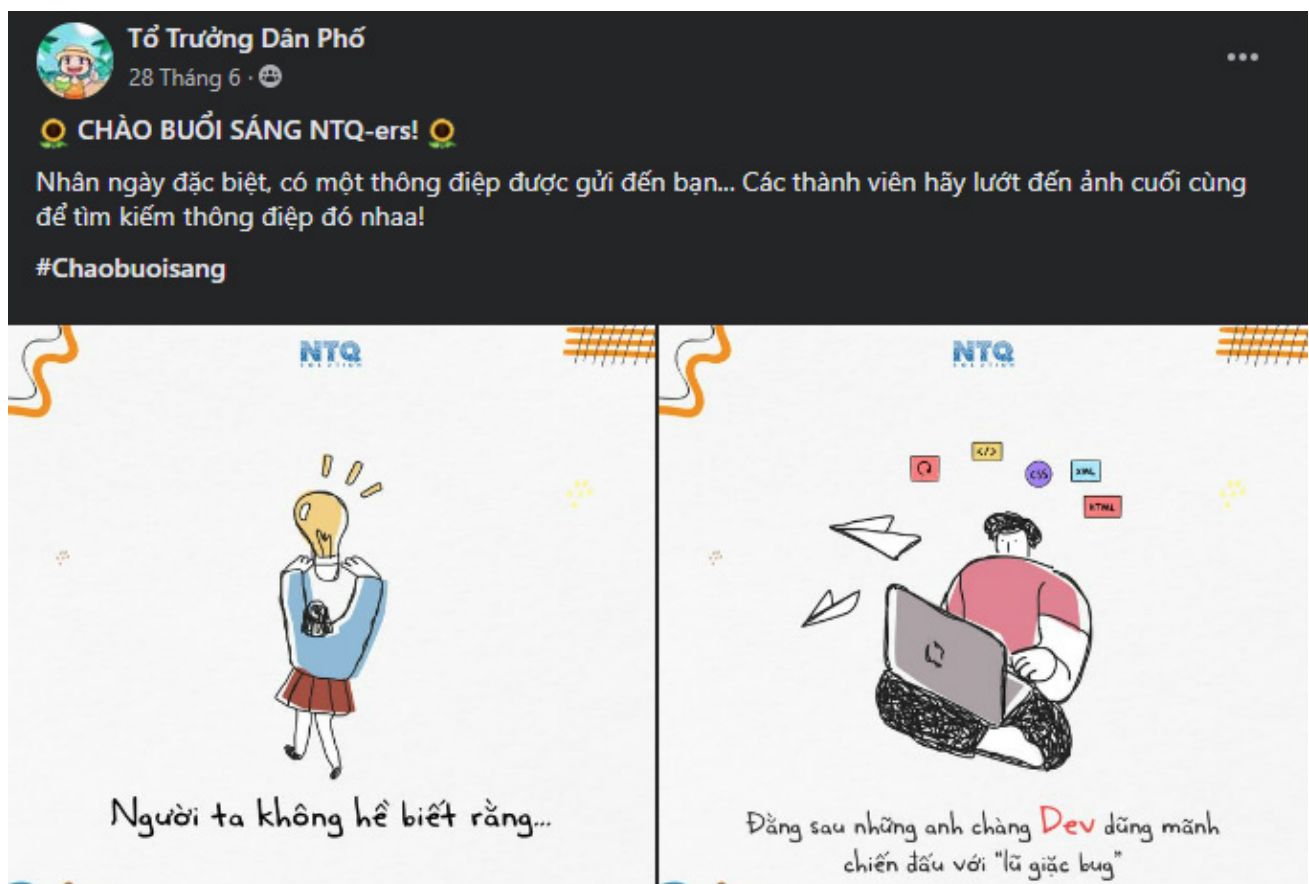 Tổ Trưởng Dân Phố
28 Tháng 6 ·
CHÀO BUỔI SÁNG NTQ-ers!
Nhân ngày đặc biệt, có một thông điệp được gửi đến bạn... Các thành viên hãy lướt đến ảnh cuối cùng
để tìm kiếm thông điệp đó nhaa!
#Chaobuoisang
NTQ
SOLUTION
Người ta không hề biết rằng...
NTQ
SOLUTION
</>
CSS
XML
HTML
Đằng sau những anh chàng Dev dũng mãnh
chiến đấu với "lũ giặc bug"